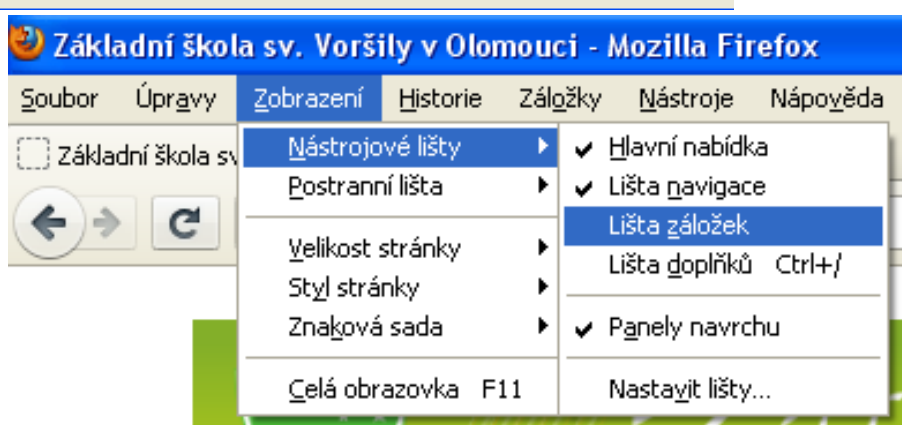 Základní škola sv. Voršily v Olomouci - Mozilla Firefox
Soubor Úpravy Zobrazení Historie Záložky Nástroje Nápověda
Základní škola sv
Nástrojové lišty
Postranní lišta
Velikost stránky
Styl stránky
Znaková sada
Celá obrazovka F11
Hlavní nabídka
Lišta navigace
Lišta záložek
Lišta doplňků Ctrl+/
Panely navrchu
Nastavit lišty...